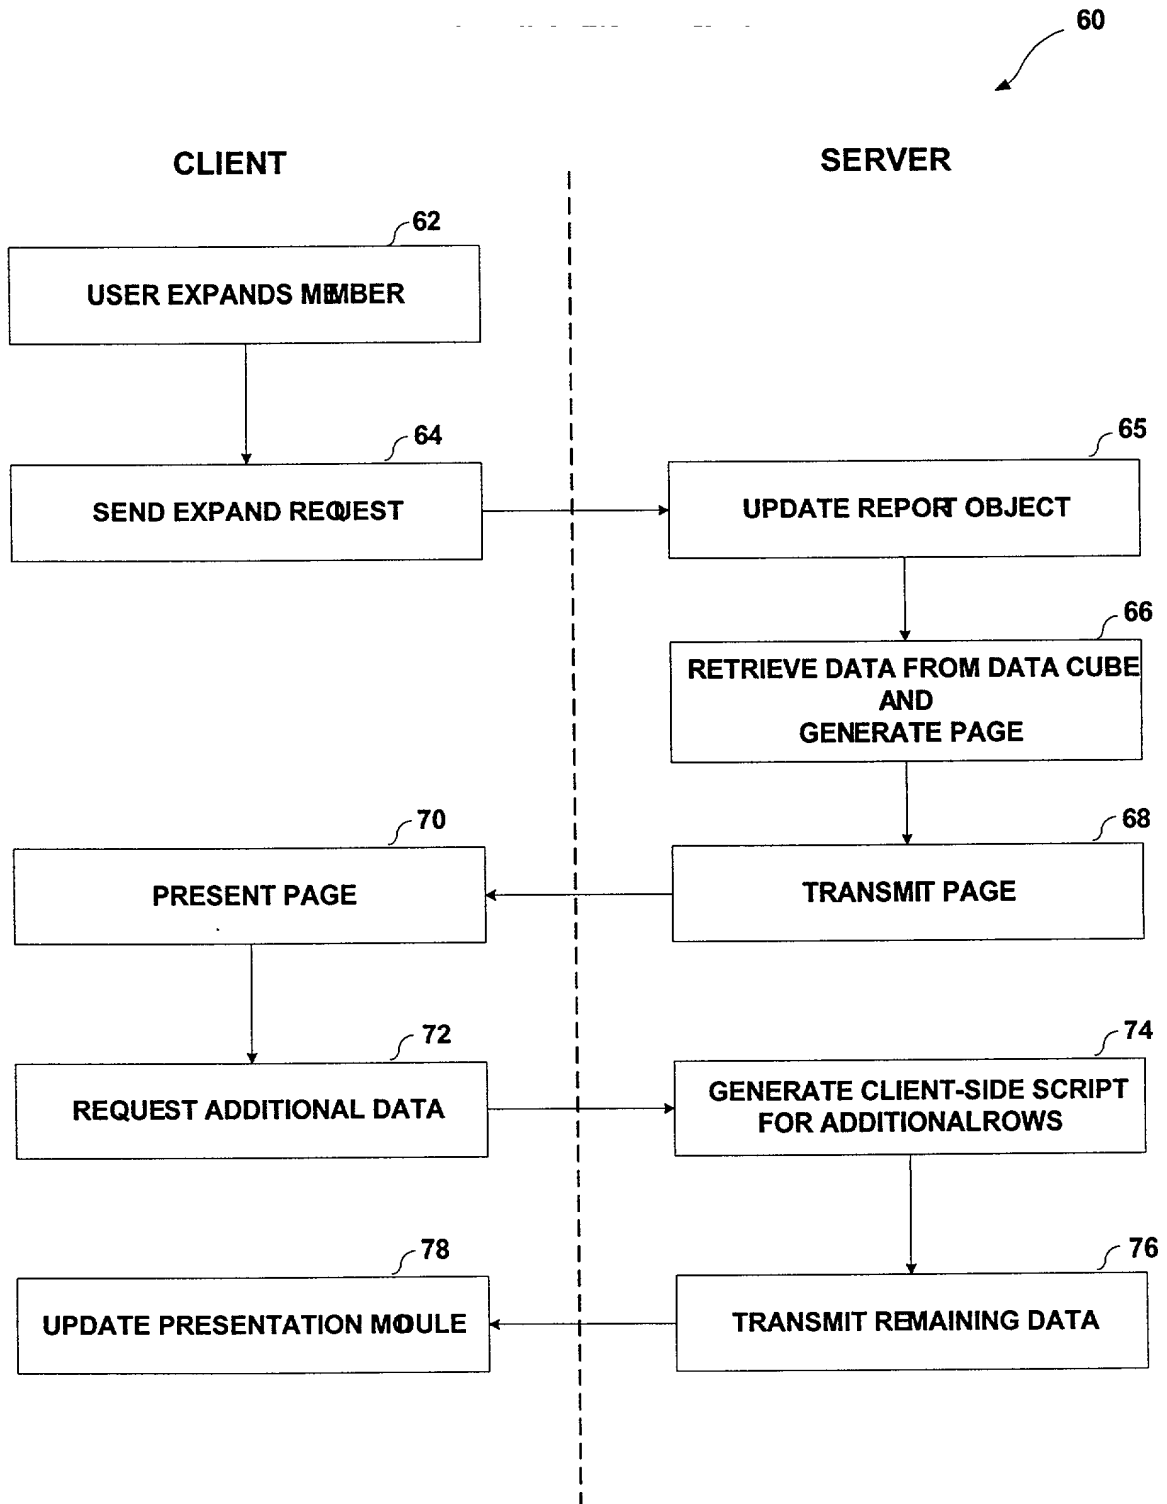 60
CLIENT
SERVER
62
USER EXPANDS MEMBER
64
SEND EXPAND REQUEST
65
UPDATE REPORT OBJECT
66
RETRIEVE DATA FROM DATA CUBE
AND
GENERATE PAGE
70
PRESENT PAGE
68
TRANSMIT PAGE
72
REQUEST ADDITIONAL DATA
74
GENERATE CLIENT-SIDE SCRIPT
FOR ADDITIONAL ROWS
78
UPDATE PRESENTATION MODULE
76
TRANSMIT REMAINING DATA